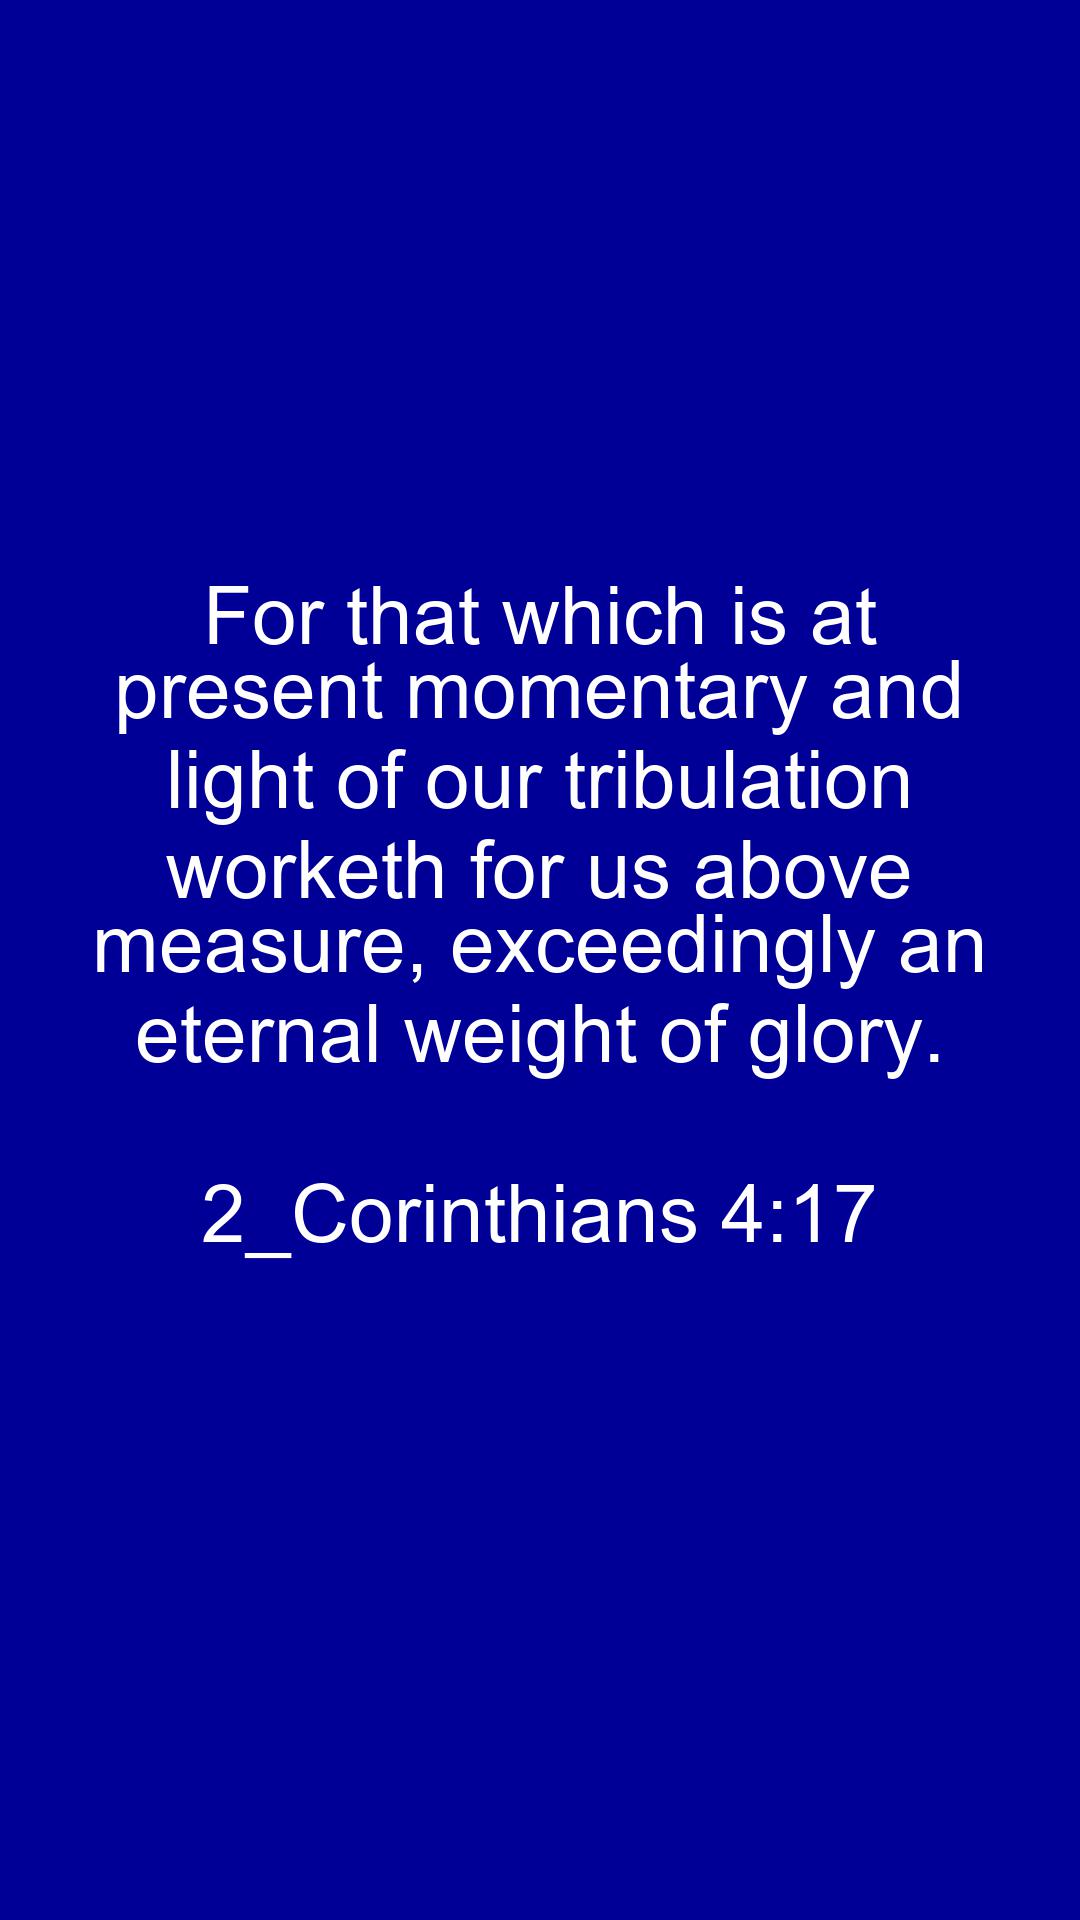 For that which is at
present momentary and
light of our tribulation
worketh for us above
measure, exceedingly an
eternal weight of glory.
2_Corinthians 4:17